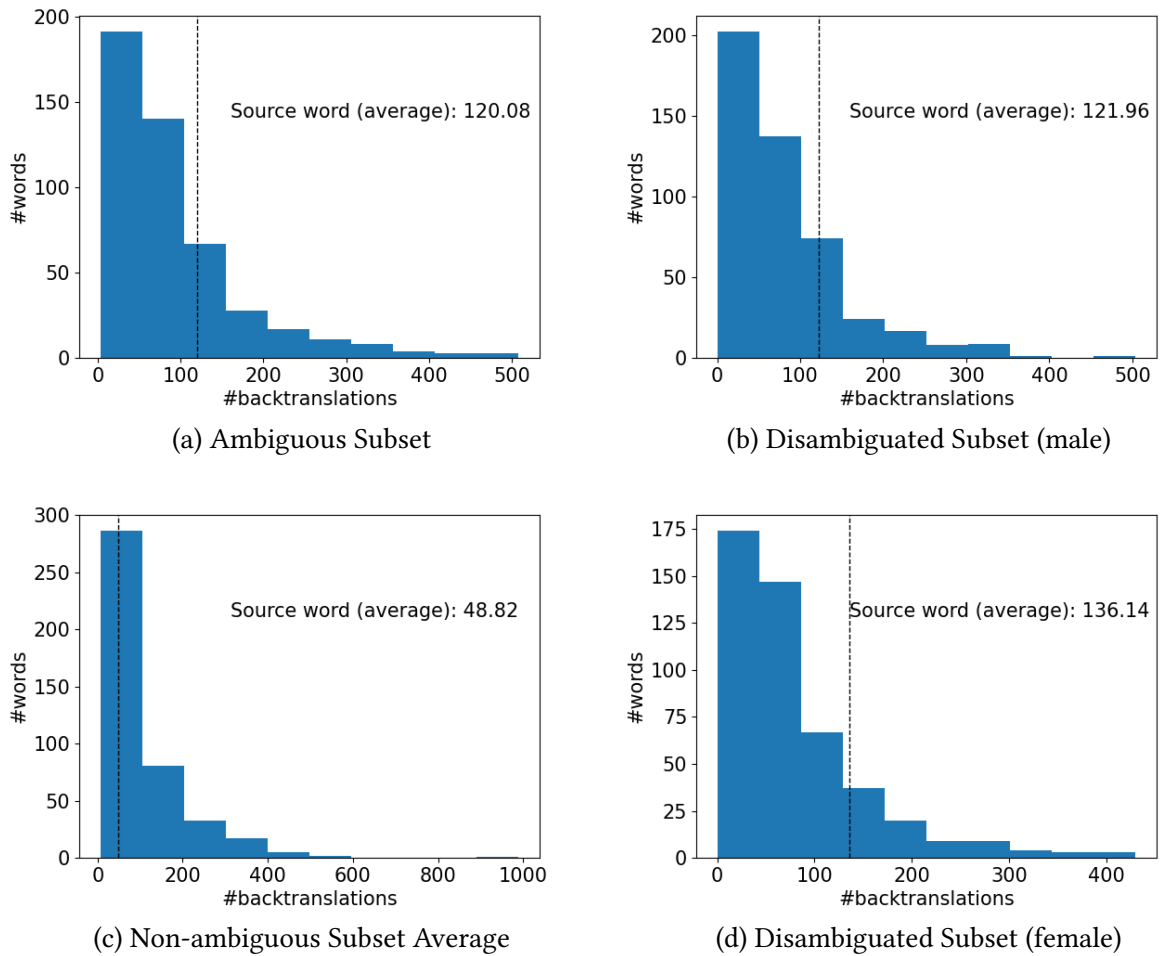 200
150
100
50
0
#words
Source word (average): 120.08
0 100 200 300 400 500
#backtranslations
(a) Ambiguous Subset
200
150
100
50
0
#words
Source word (average): 121.96
0 100 200 300 400 500
#backtranslations
(b) Disambiguated Subset (male)
300
250
200
150
100
50
0
#words
Source word (average): 48.82
0 200 400 600 800 1000
#backtranslations
(c) Non-ambiguous Subset Average
175
150
125
100
75
50
25
0
#words
Source word (average): 136.14
0 100 200 300 400
#backtranslations
(d) Disambiguated Subset (female)